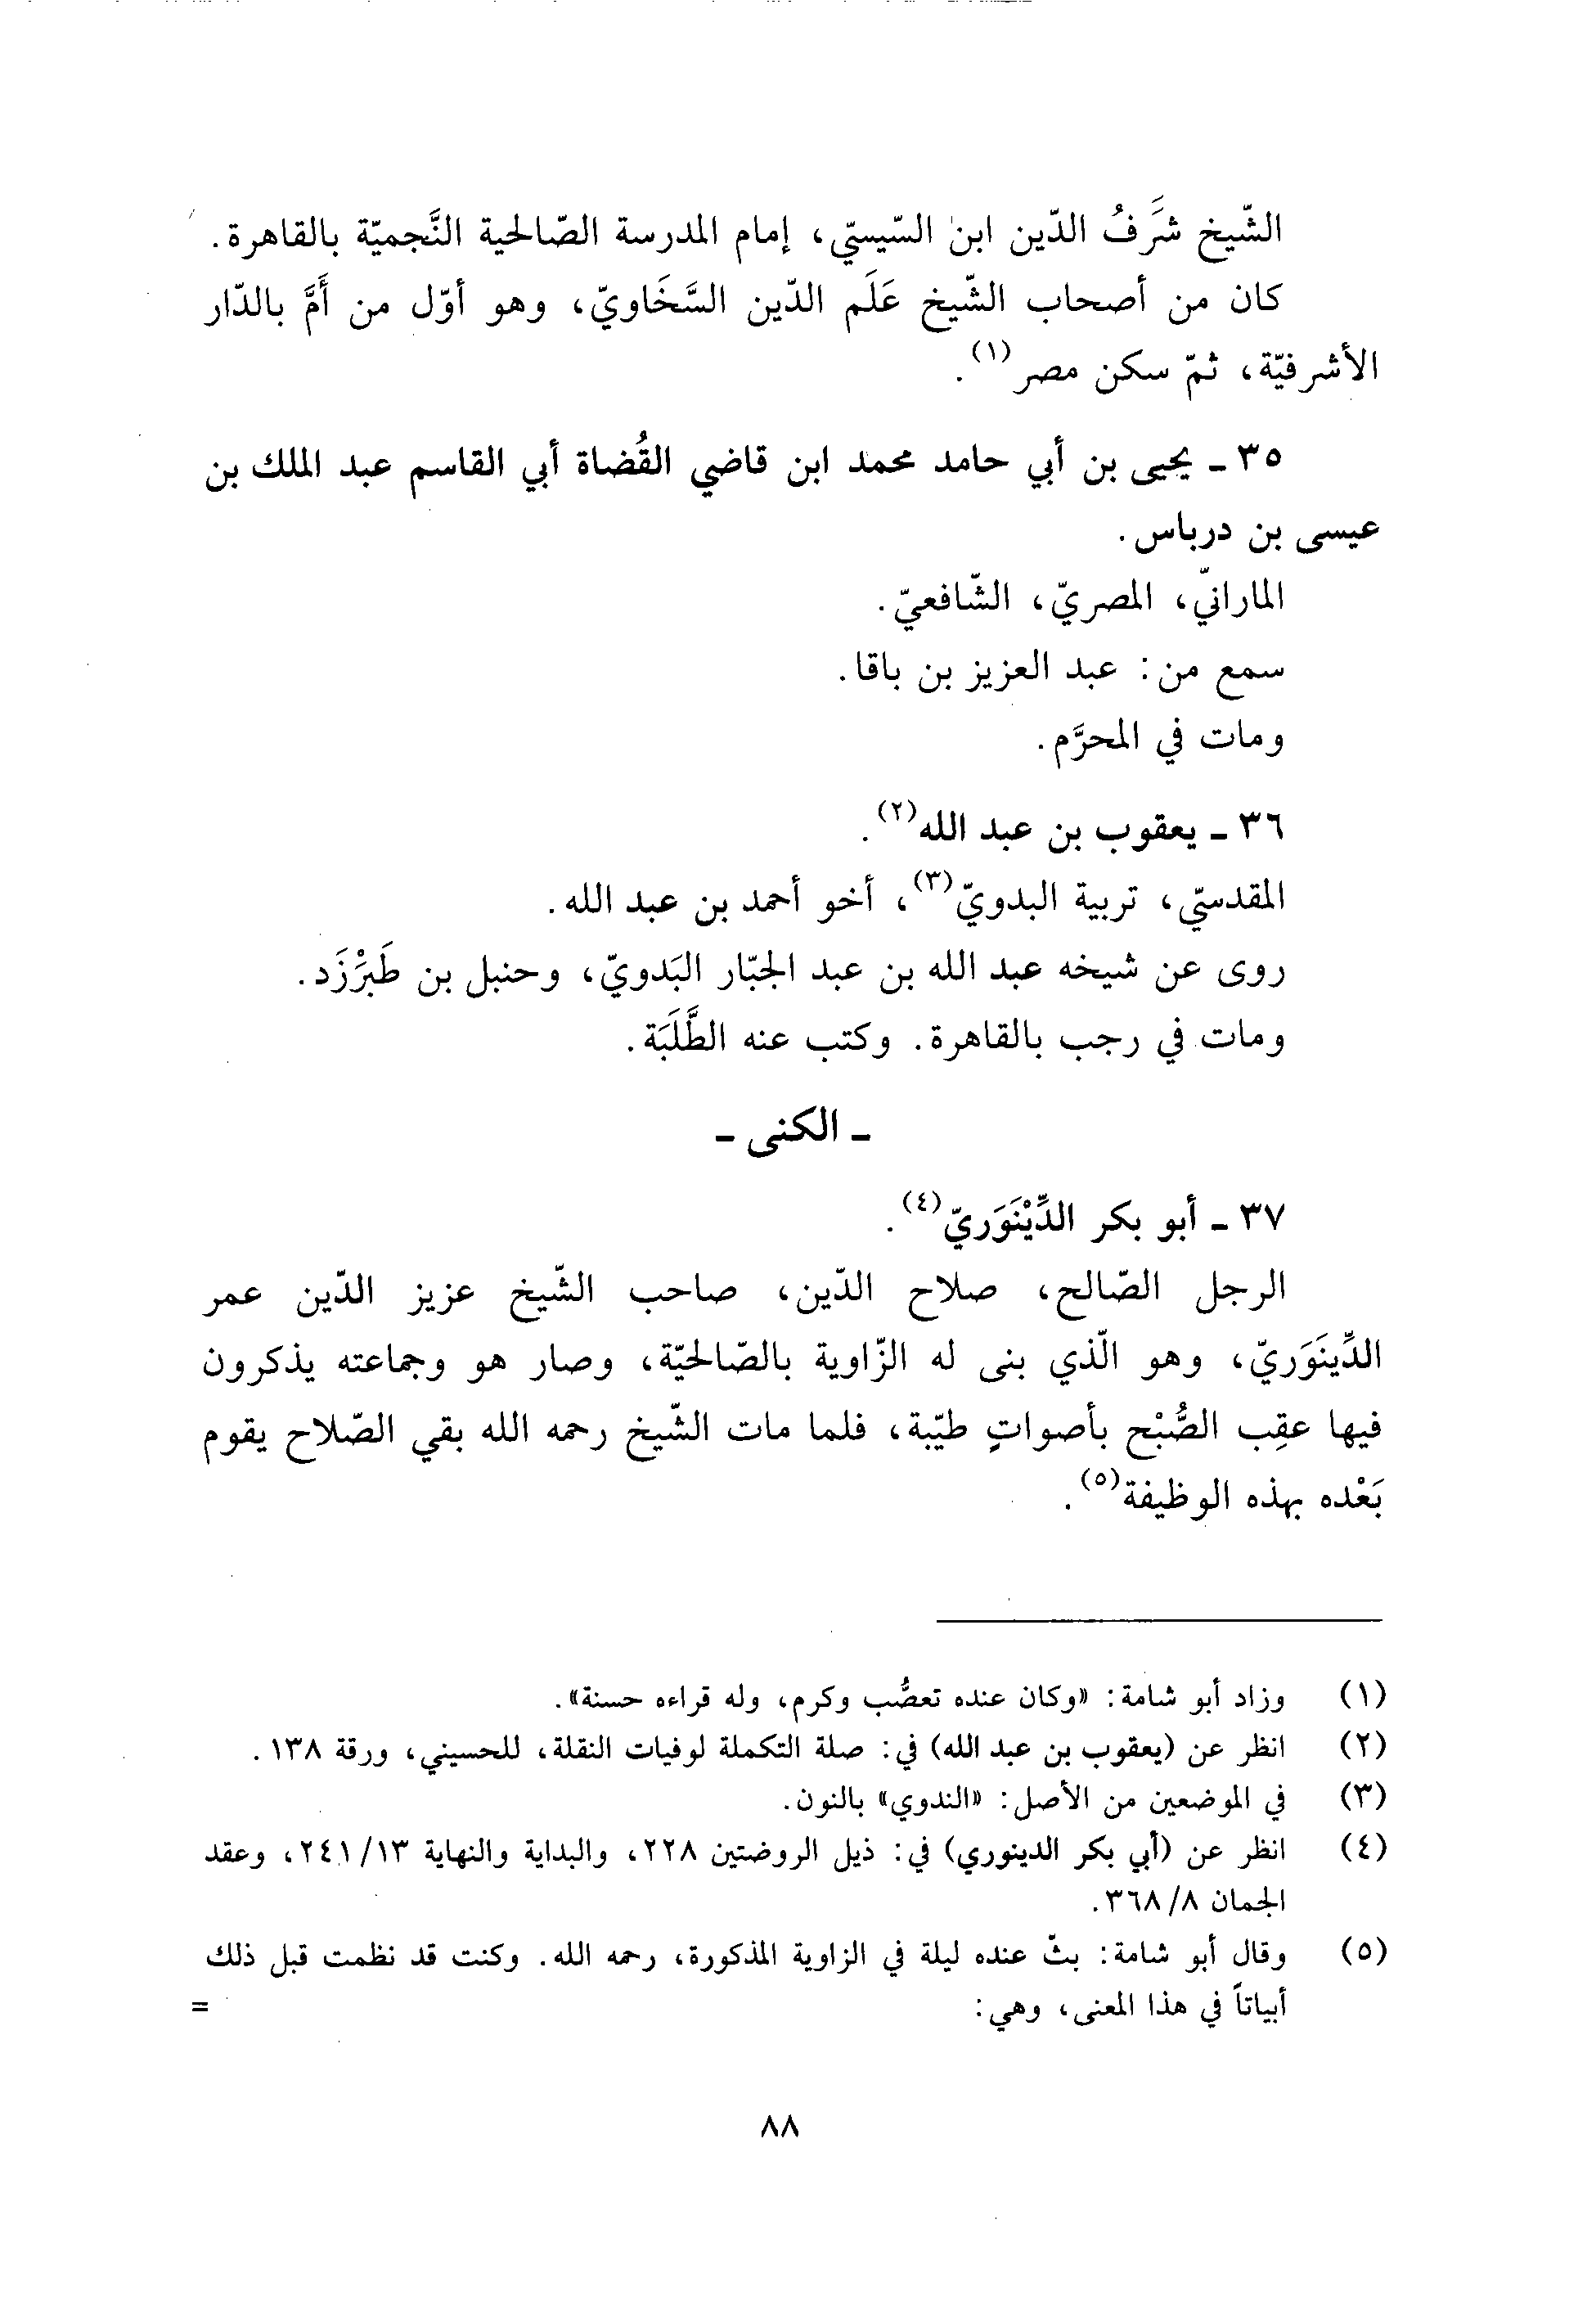 الشّيخ شَرَفُ الدّين ابن السّيسيّ، إمام المدرسة الصّالحية النَّجميّة بالقاهرة.
كان من أصحاب الشّيخ عَلَم الدّين السَّخَاويّ، وهو أوّل من أَمَّ بالدّار
الأشرفيّة، ثمّ سكن مصر(١).
٣٥ ـ يحيى بن أبي حامد محمد ابن قاضي القُضاة أبي القاسم عبد الملك بن
عيسى بن درباس.
المارانيّ، المصريّ، الشّافعيّ.
سمع من: عبد العزيز بن باقا.
ومات في المحرَّم.
٣٦ ـ يعقوب بن عبد الله(٢).
المقدسيّ، تربية البدويّ(٣)، أخو أحمد بن عبد الله.
روى عن شيخه عبد الله بن عبد الجبّار البَدويّ، وحنبل بن طَبَرْزَد.
ومات في رجب بالقاهرة. وكتب عنه الطَّلَبَة.
ـ الكنى ـ
٣٧ ـ أبو بكر الدِّيْنَوَريّ(٤).
الرجل الصّالح، صلاح الدّين، صاحب الشّيخ عزيز الدّين عمر
الدِّينَوَريّ، وهو الّذي بنى له الزّاوية بالصّالحيّة، وصار هو وجماعته يذكرون
فيها عقِب الصُّبْح بأصواتٍ طيّبة، فلما مات الشّيخ رحمه الله بقي الصّلاح يقوم
بَعْده بهذه الوظيفة(٥).
(١) وزاد أبو شامة: «وكان عنده تعصُّب وكرم، وله قراءه حسنة».
(٢) انظر عن (يعقوب بن عبد الله) في: صلة التكملة لوفيات النقلة، للحسيني، ورقة ١٣٨.
(٣) في الموضعين من الأصل: «الندوي» بالنون.
(٤) انظر عن (أبي بكر الدينوري) في: ذيل الروضتين ٢٢٨، والبداية والنهاية ٢٤١/١٣، وعقد
الجمان ٣٦٨/٨.
(٥) وقال أبو شامة: بثّ عنده ليلة في الزاوية المذكورة، رحمه الله. وكنت قد نظمت قبل ذلك
أبياتاً في هذا المعنى، وهي: =
٨٨